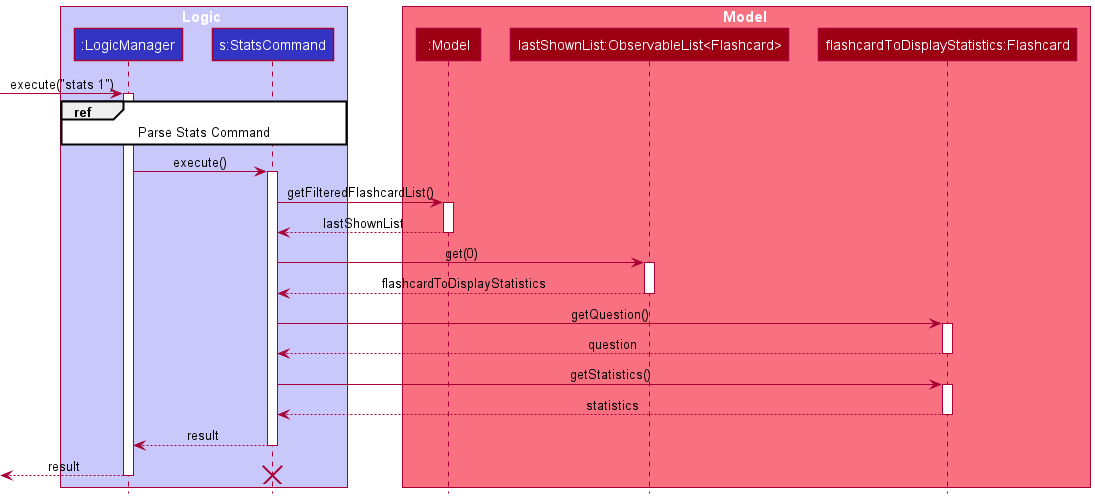 Logic
Model
:LogicManager
s:StatsCommand
:Model
lastShownList:ObservableList<Flashcard>
flashcardToDisplayStatistics:Flashcard
execute("stats 1")
ref
Parse Stats Command
execute()
getFilteredFlashcardList()
lastShownList
get(0)
flashcardToDisplayStatistics
getQuestion()
question
getStatistics()
statistics
result
result